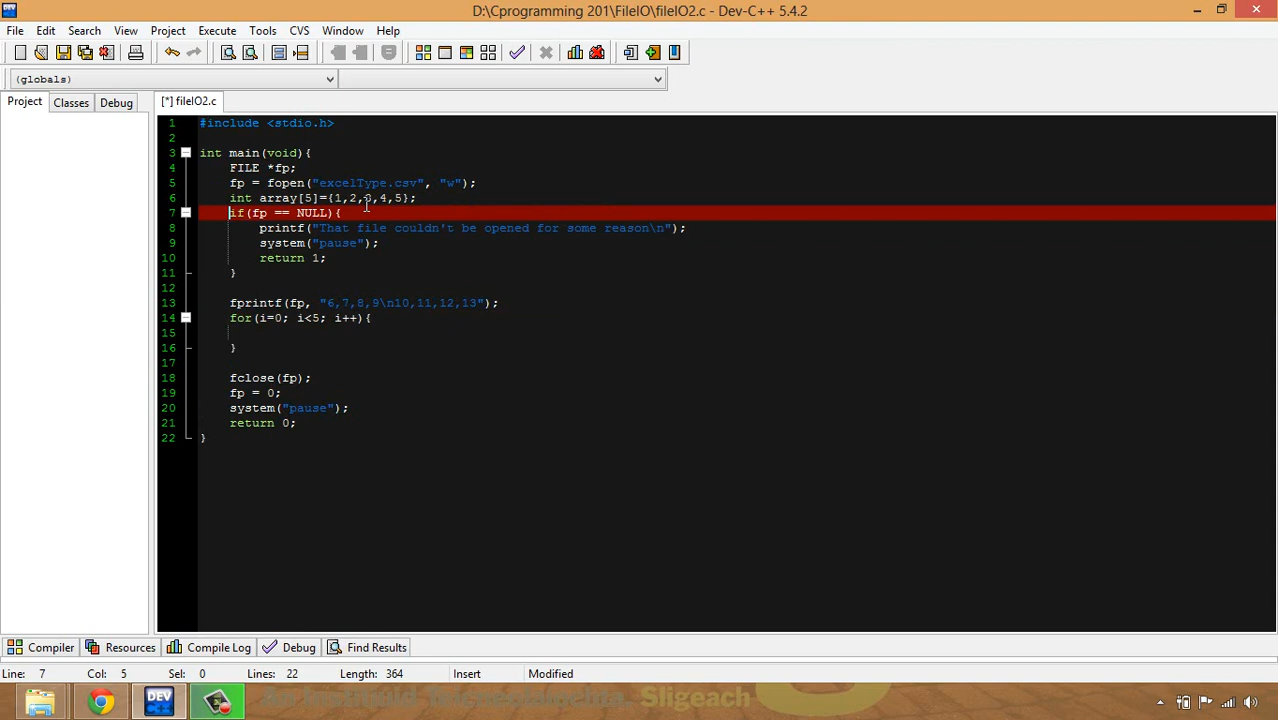 D:\Cprogramming 201\FileIO\fileIO2.c - Dev-C++ 5.4.2
File Edit Search View Project Execute Tools CVS Window Help
(globals)
Project Classes Debug [*] fileIO2.c
1 #include <stdio.h>
2
3 int main(void){
4 FILE *fp;
5 fp = fopen("excelType.csv", "w");
6 int array[5]={1,2,3,4,5};
7 if(fp == NULL){
8 printf("That file couldn't be opened for some reason\n");
9 system("pause");
10 return 1;
11 }
12
13 fprintf(fp, "6,7,8,9\n10,11,12,13");
14 for(i=0; i<5; i++){
15
16 }
17
18 fclose(fp);
19 fp = 0;
20 system("pause");
21 return 0;
22 }
Compiler Resources Compile Log Debug Find Results
Line: 7 Col: 5 Sel: 0 Lines: 22 Length: 364 Insert Modified
DEV
Sligeach